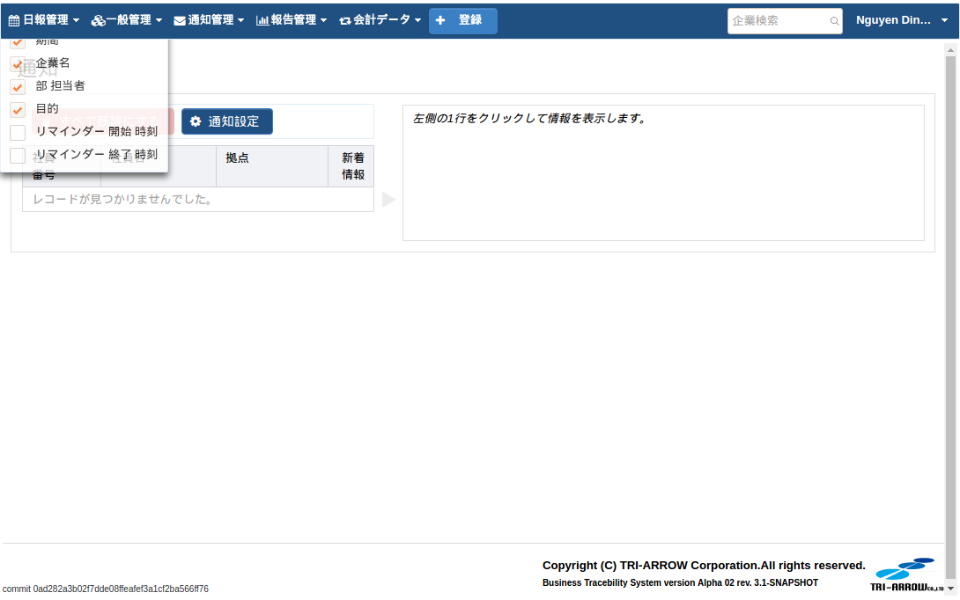 日報管理 一般管理 通知管理 報告管理 会計データ + 登録 企業検索 Nguyen Din...
期間
企業名
通知
部 担当者
目的
通知設定
リマインダー 開始 時刻
リマインダー 終了 時刻
番号
拠点
新着
情報
レコードが見つかりませんでした。
左側の1行をクリックして情報を表示します。
Copyright (C) TRI-ARROW Corporation.All rights reserved.
Business Tracebility System version Alpha 02 rev. 3.1-SNAPSHOT
TRI-ARROW CO.,LTD
commit 0ad282a3b02f7dde08ffeafef3a1cf2ba566ff76